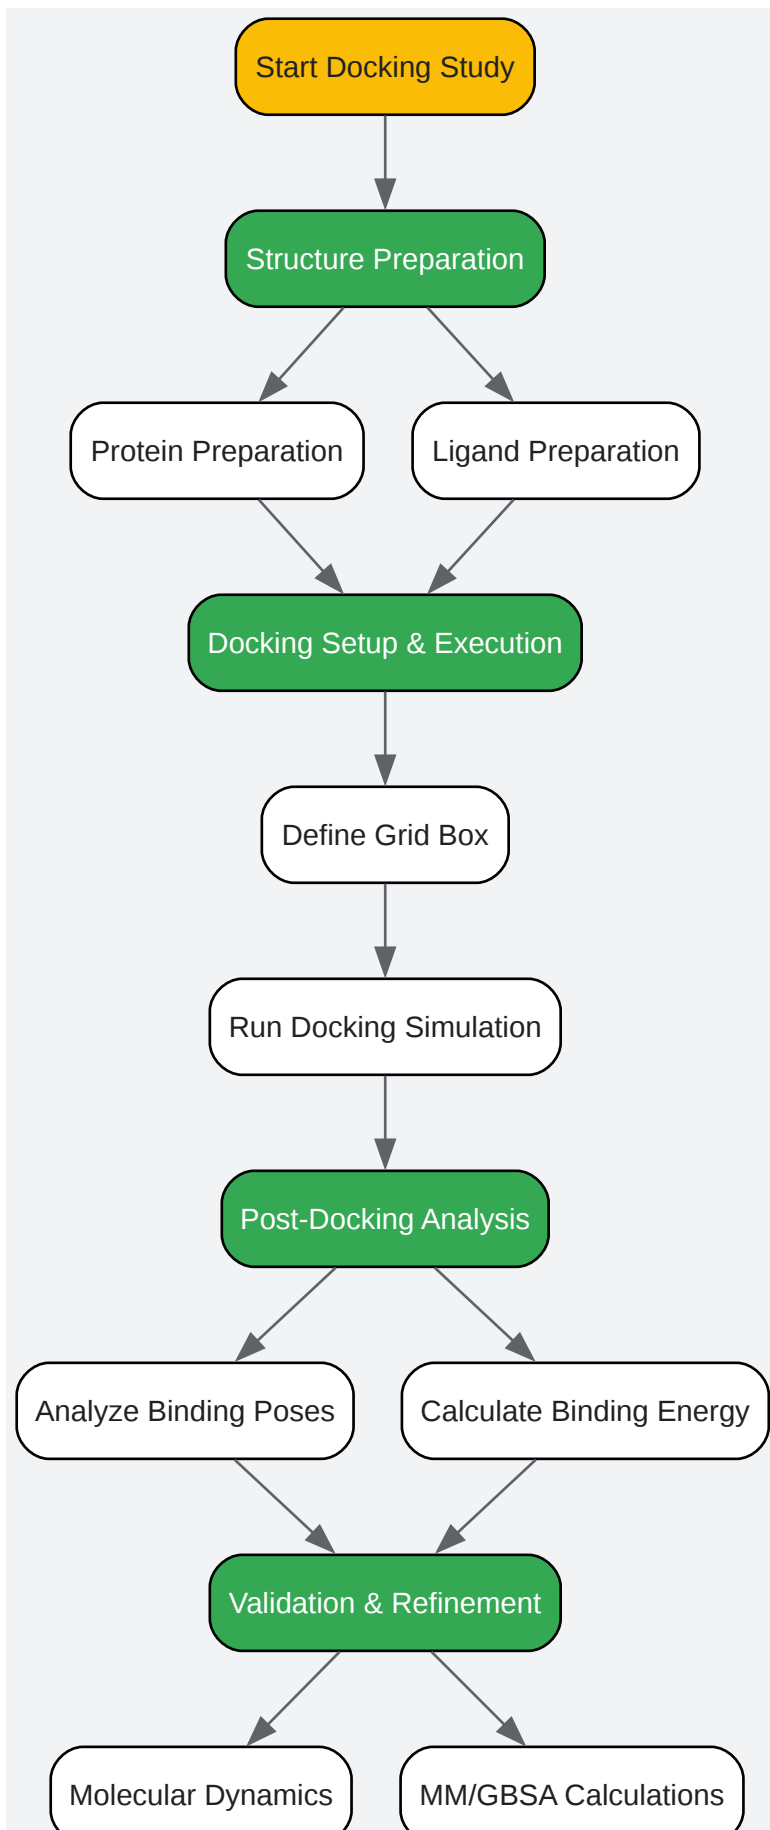 Start Docking Study
Structure Preparation
Protein Preparation
Ligand Preparation
Docking Setup & Execution
Define Grid Box
Run Docking Simulation
Post-Docking Analysis
Analyze Binding Poses
Calculate Binding Energy
Validation & Refinement
Molecular Dynamics
MM/GBSA Calculations